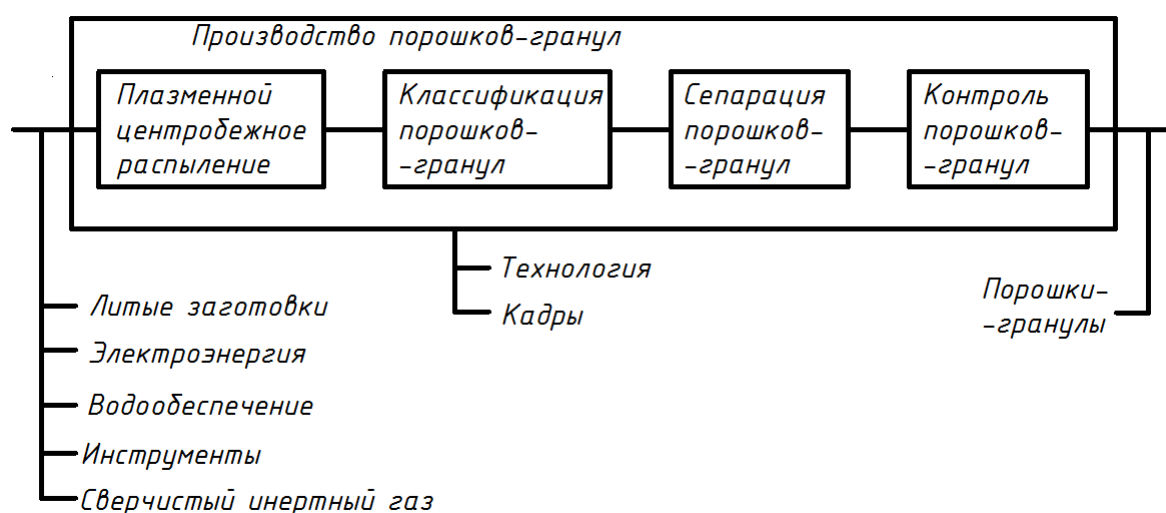 Производство порошков-гранул
Плазменной
центробежное
распыление
Классификация
порошков-
-гранул
Сепарация
порошков-
-гранул
Контроль
порошков-
-гранул
Технология
Кадры
Литые заготовки
Электроэнергия
Водообеспечение
Инструменты
Сверчистый инертный газ
Порошки-
-гранулы